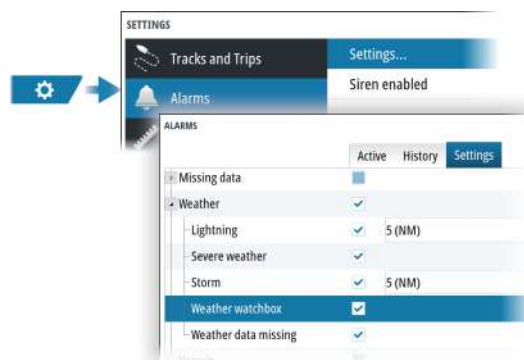 SETTINGS
Tracks and Trips
Settings...
Alarms
Siren enabled
ALARMS
Active History Settings
Missing data
Weather
Lightning 5 (NM)
Severe weather
Storm 5 (NM)
Weather watchbox
Weather data missing